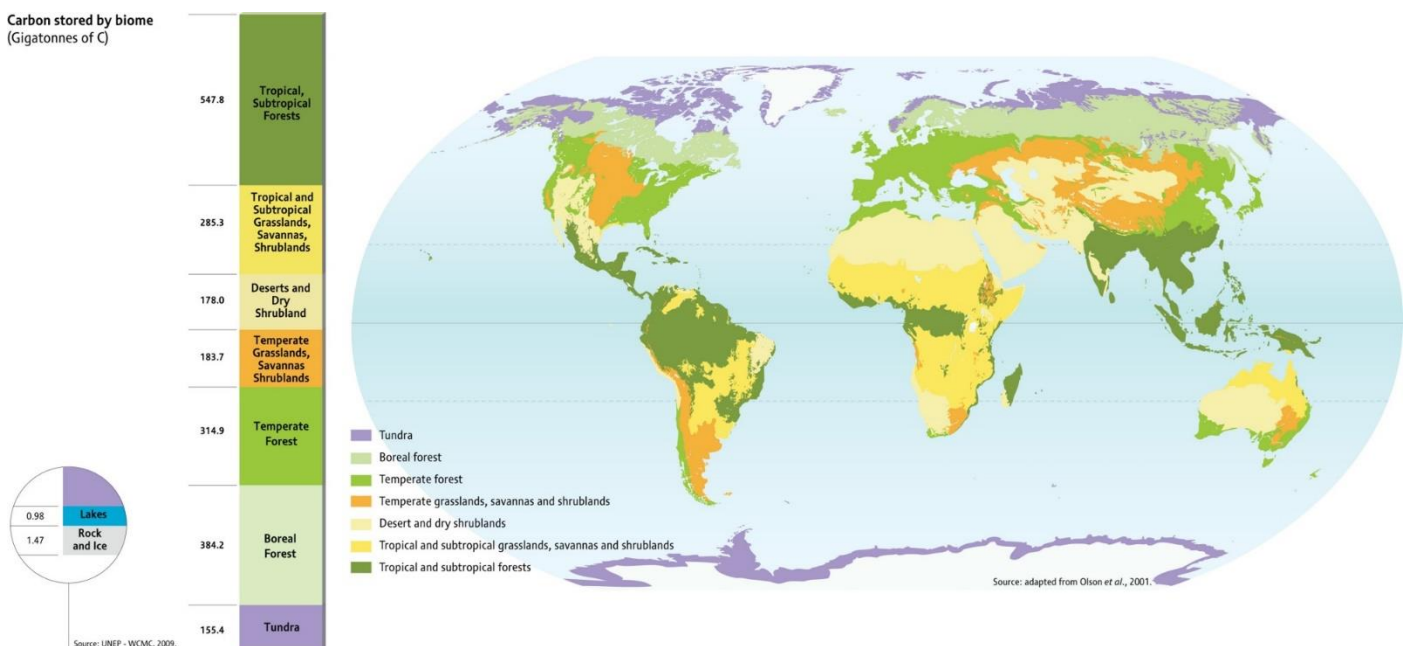 Carbon stored by biome
(Gigatonnes of C)
547.8
Tropical,
Subtropical
Forests
285.3
Tropical and
Subtropical
Grasslands,
Savannas,
Shrublands
178.0
Deserts and
Dry
Shrubland
183.7
Temperate
Grasslands,
Savannas
Shrublands
314.9
Temperate
Forest
384.2
Boreal
Forest
155.4
Tundra
0.98
Lakes
1.47
Rock
and Ice
Source: UNEP - WCMC, 2009.
Tundra
Boreal forest
Temperate forest
Temperate grasslands, savannas and shrublands
Desert and dry shrublands
Tropical and subtropical grasslands, savannas and shrublands
Tropical and subtropical forests
Source: adapted from Olson et al., 2001.